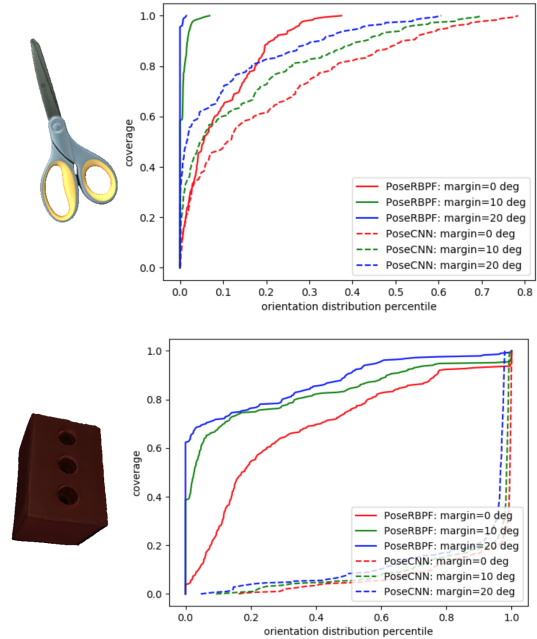 1.0
0.8
0.6
0.4
0.2
0.0
coverage
PoseRBPF: margin=0 deg
PoseRBPF: margin=10 deg
PoseRBPF: margin=20 deg
PoseCNN: margin=0 deg
PoseCNN: margin=10 deg
PoseCNN: margin=20 deg
0.0 0.1 0.2 0.3 0.4 0.5 0.6 0.7 0.8
orientation distribution percentile
1.0
0.8
0.6
0.4
0.2
0.0
coverage
PoseRBPF: margin=0 deg
PoseRBPF: margin=10 deg
PoseRBPF: margin=20 deg
PoseCNN: margin=0 deg
PoseCNN: margin=10 deg
PoseCNN: margin=20 deg
0.0 0.2 0.4 0.6 0.8 1.0
orientation distribution percentile